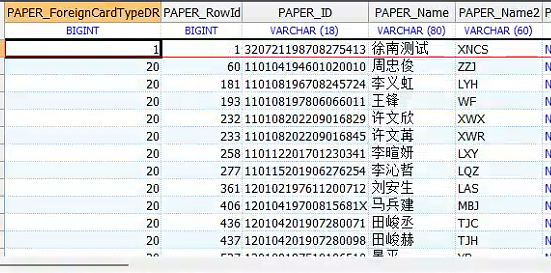 PAPER_ForeignCardTypeDR PAPER_RowId PAPER_ID PAPER_Name PAPER_Name2
BIGINT BIGINT VARCHAR (18) VARCHAR (80) VARCHAR (60)
1 1 320721198708275413 徐南测试 XNCS
20 60 110104194601020010 周忠俊 ZZJ
20 181 110108196708245724 李义虹 LYH
20 193 110108197806066011 王锋 WF
20 232 110108202209016829 许文欣 XWX
20 233 110108202209016845 许文苒 XWR
20 258 110112201701230341 李暄妍 LXY
20 277 110115201906276254 李沁哲 LQZ
20 361 120102197611200712 刘安生 LAS
20 406 12010419700815681X 马兵建 MBJ
20 436 120104201907280071 田峻丞 TJC
20 437 120104201907280098 田峻赫 TJH